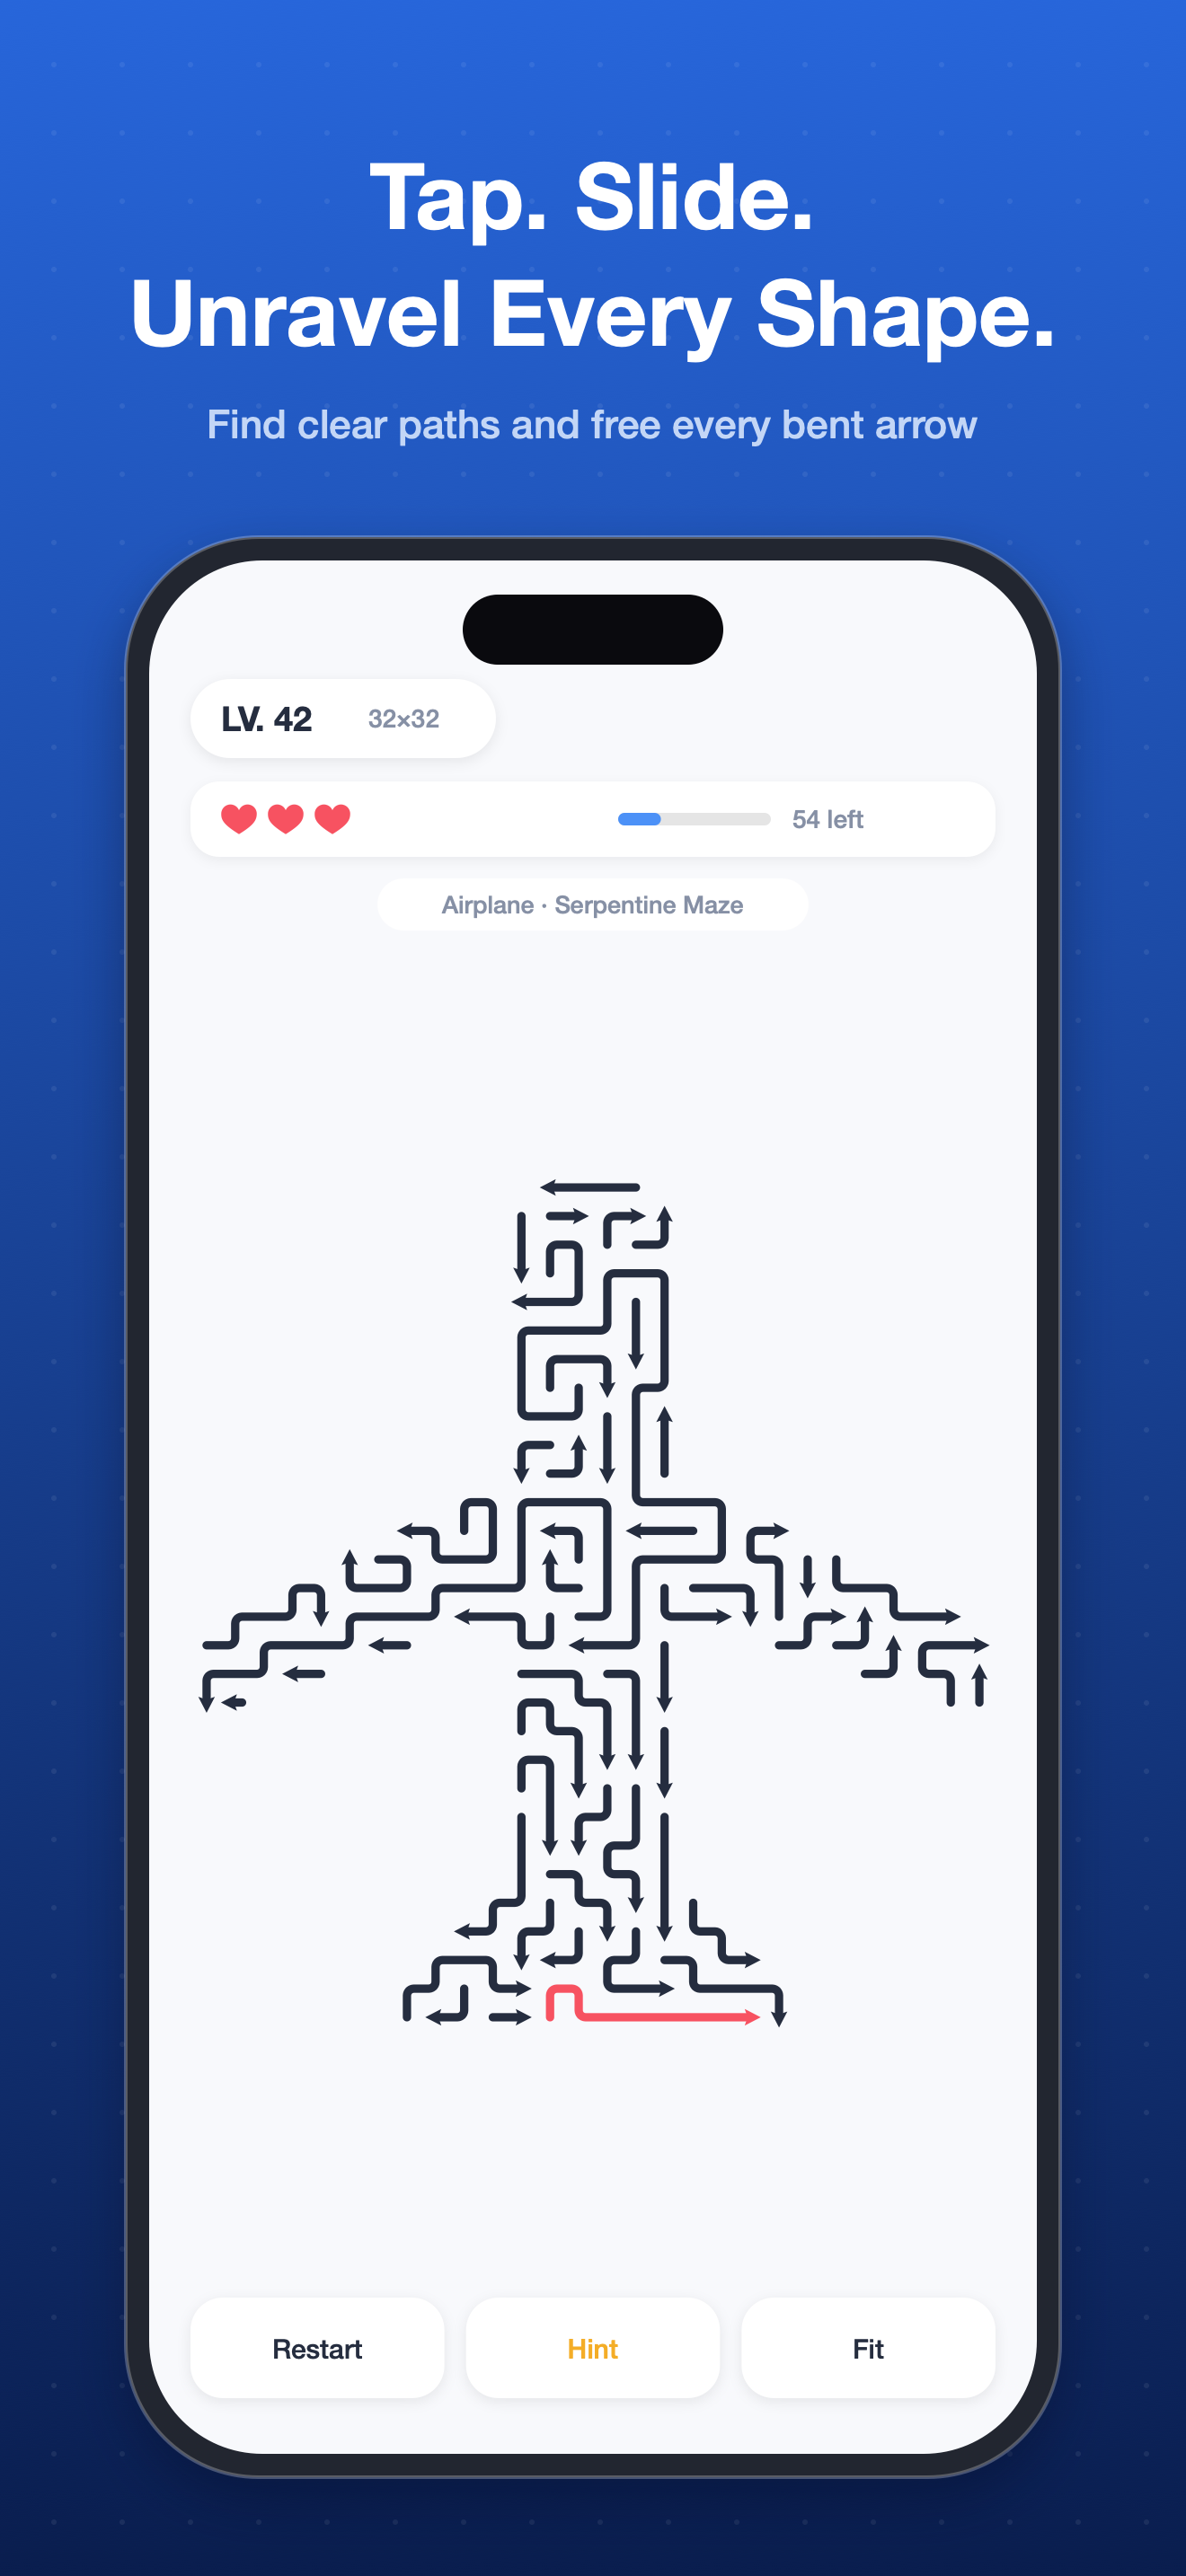 Tap. Slide.
Unravel Every Shape.
Find clear paths and free every bent arrow
LV. 42 32×32
54 left
Airplane · Serpentine Maze
Restart Hint Fit